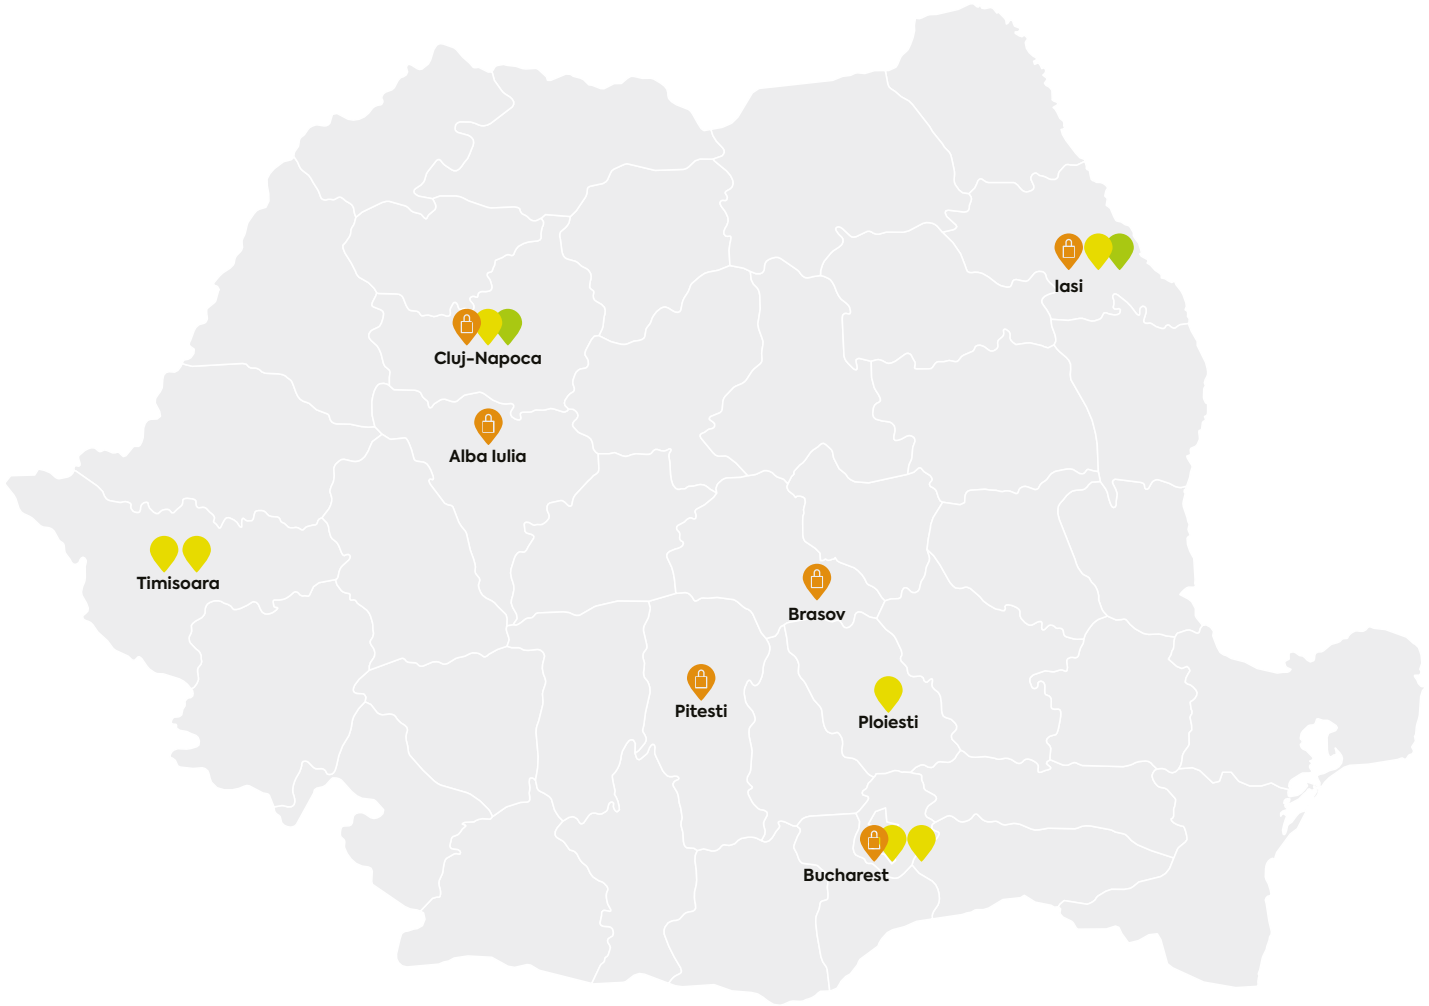 Iasi
Cluj-Napoca
Alba Iulia
Timisoara
Brasov
Pitesti
Ploiesti
Bucharest